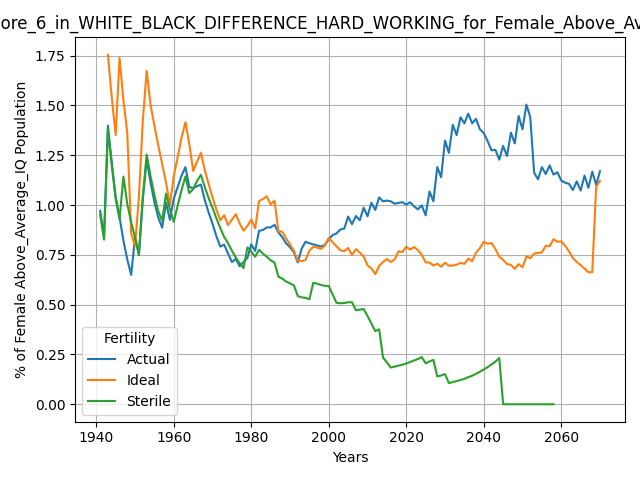 ore_6_in_WHITE_BLACK_DIFFERENCE_HARD_WORKING_for_Female_Above_Av
% of Female Above_Average_IQ Population
1.75
1.50
1.25
1.00
0.75
0.50
0.25
0.00
Fertility
Actual
Ideal
Sterile
1940 1960 1980 2000 2020 2040 2060
Years